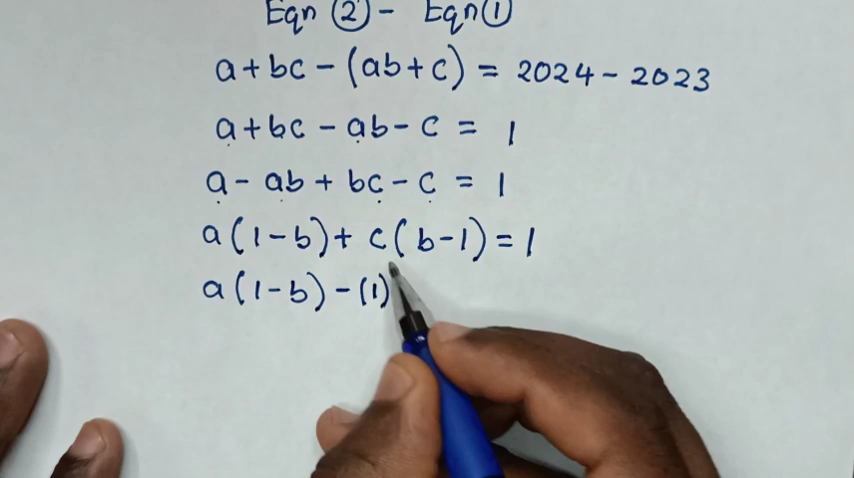 Eqn ② - Eqn ①
a + bc - (ab + c) = 2024 - 2023
a + bc - ab - c = 1
a - ab + bc - c = 1
a(1-b) + c(b-1) = 1
a(1-b) - (1)